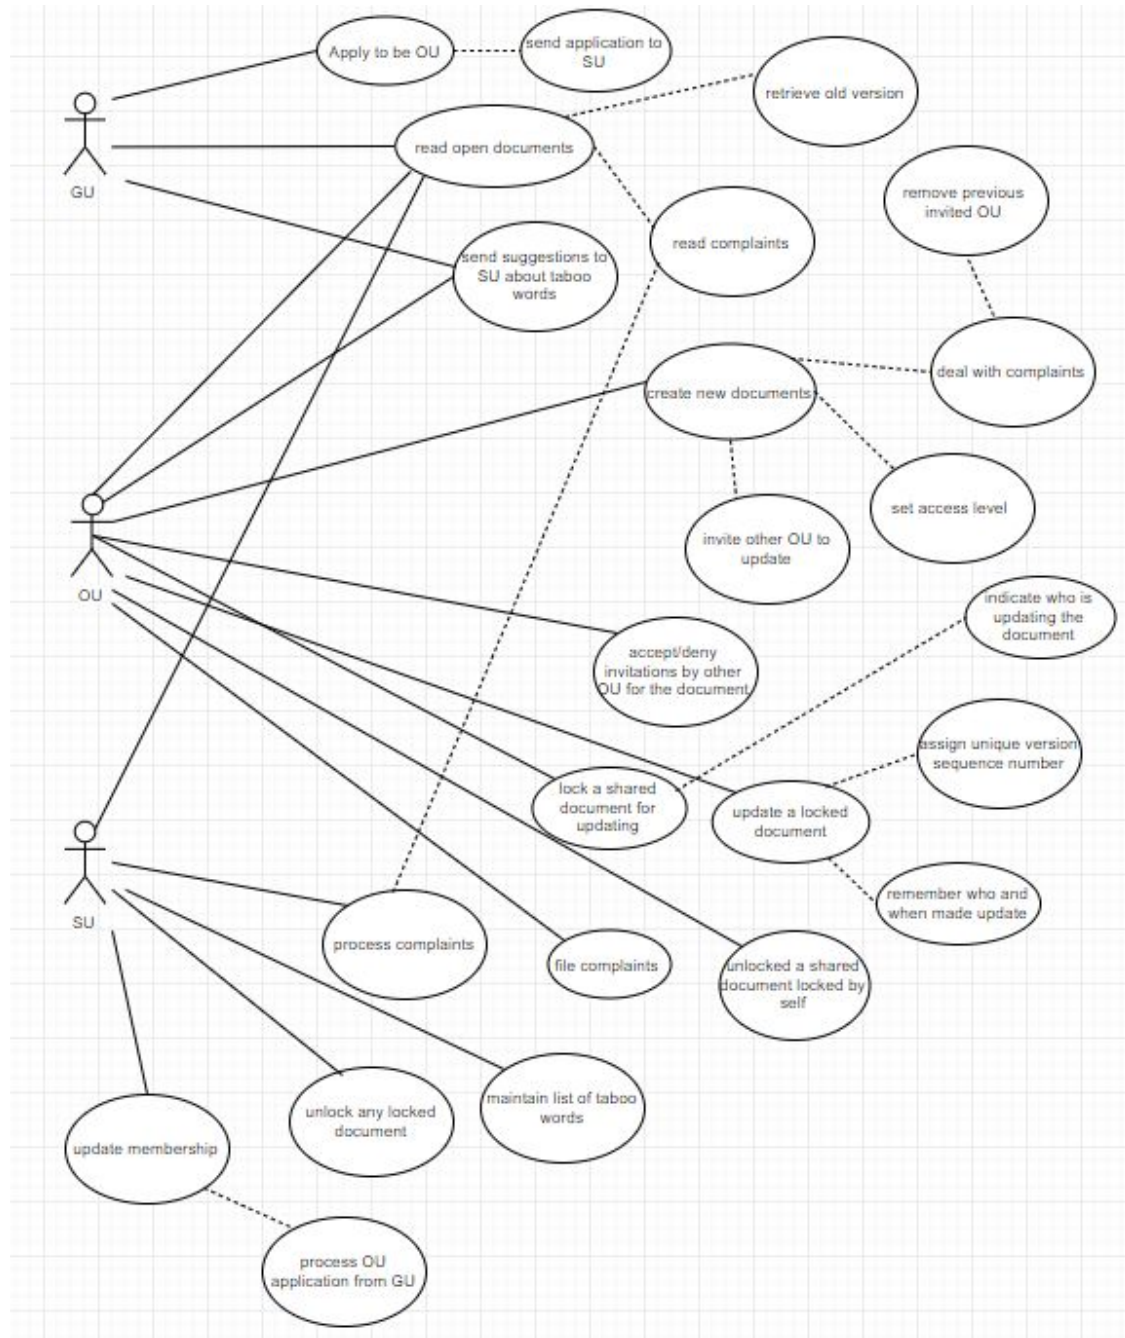 Apply to be OU
send application to
SU
retrieve old version
GU
read open documents
remove previous
invited OU
read complaints
send suggestions to
SU about taboo
words
deal with complaints
create new documents
set access level
invite other OU to
update
OU
indicate who is
updating the
document
accept/deny
invitations by other
OU for the document
assign unique version
sequence number
lock a shared
document for
updating
update a locked
document
remember who and
when made update
SU
process complaints
file complaints
unlocked a shared
document locked by
self
maintain list of taboo
words
unlock any locked
document
update membership
process OU
application from GU